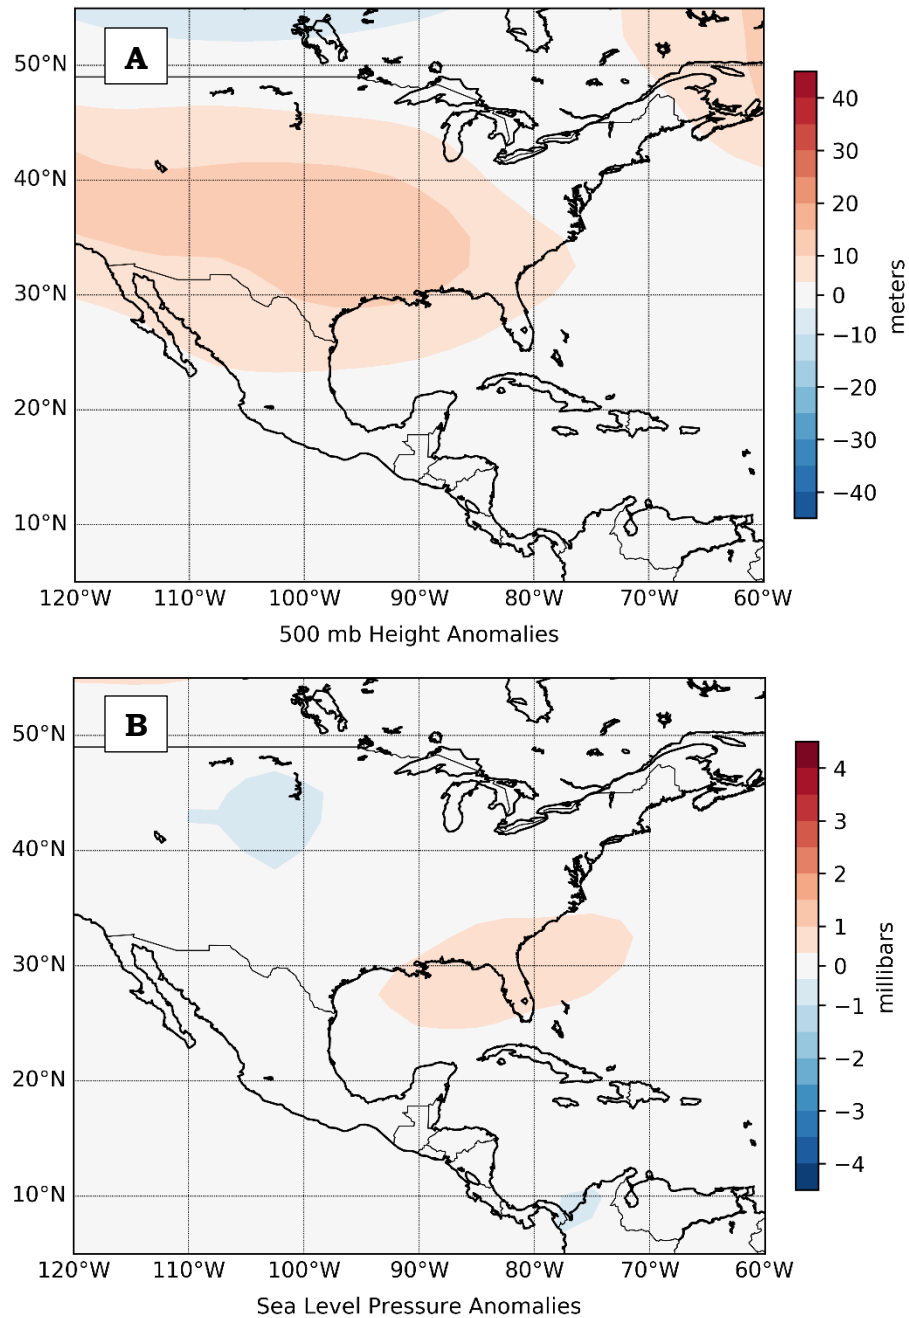 A
50°N
40°N
30°N
20°N
10°N
120°W 110°W 100°W 90°W 80°W 70°W 60°W
500 mb Height Anomalies
40
30
20
10
0
−10
−20
−30
−40
meters
B
50°N
40°N
30°N
20°N
10°N
120°W 110°W 100°W 90°W 80°W 70°W 60°W
Sea Level Pressure Anomalies
4
3
2
1
0
−1
−2
−3
−4
millibars